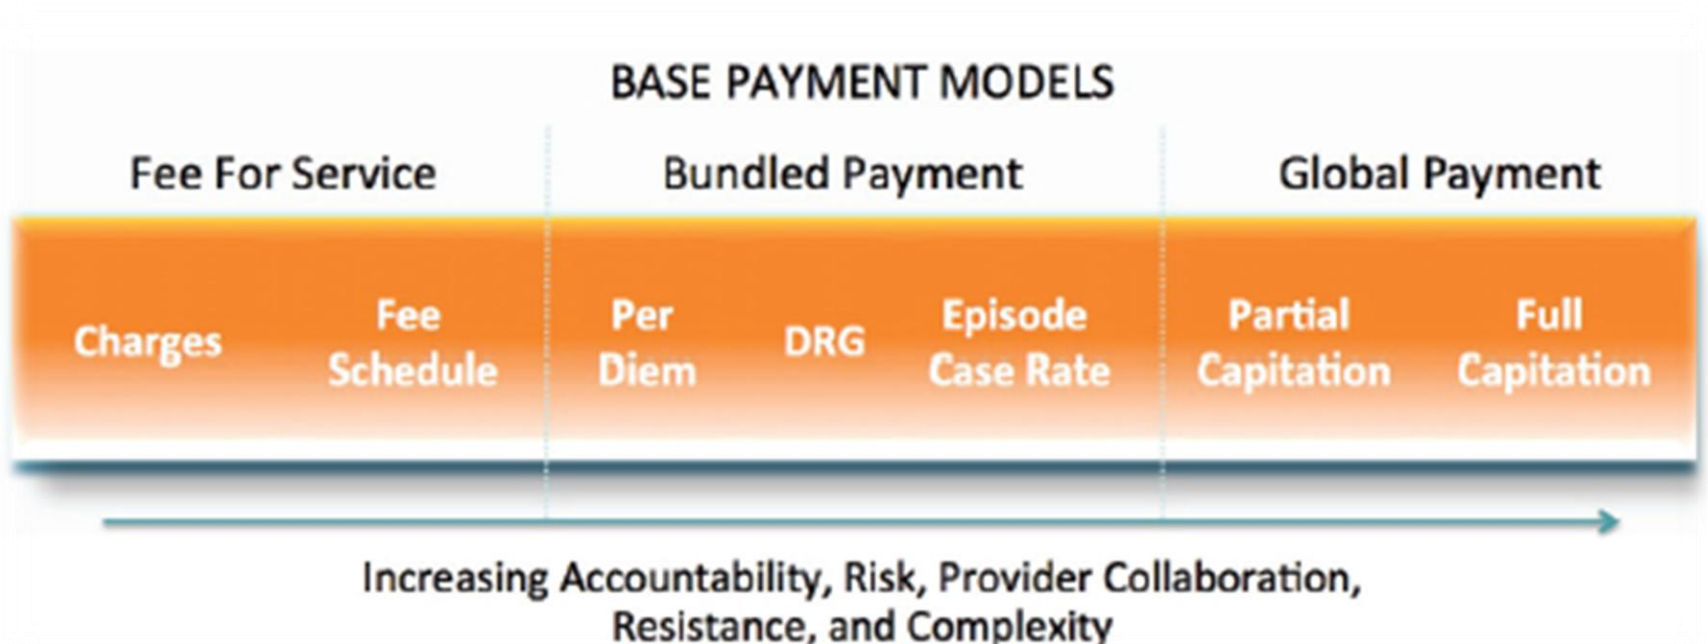 BASE PAYMENT MODELS
Fee For Service
Bundled Payment
Global Payment
Charges
Fee
Schedule
Per
Diem
DRG
Episode
Case Rate
Partial
Capitation
Full
Capitation
Increasing Accountability, Risk, Provider Collaboration,
Resistance, and Complexity